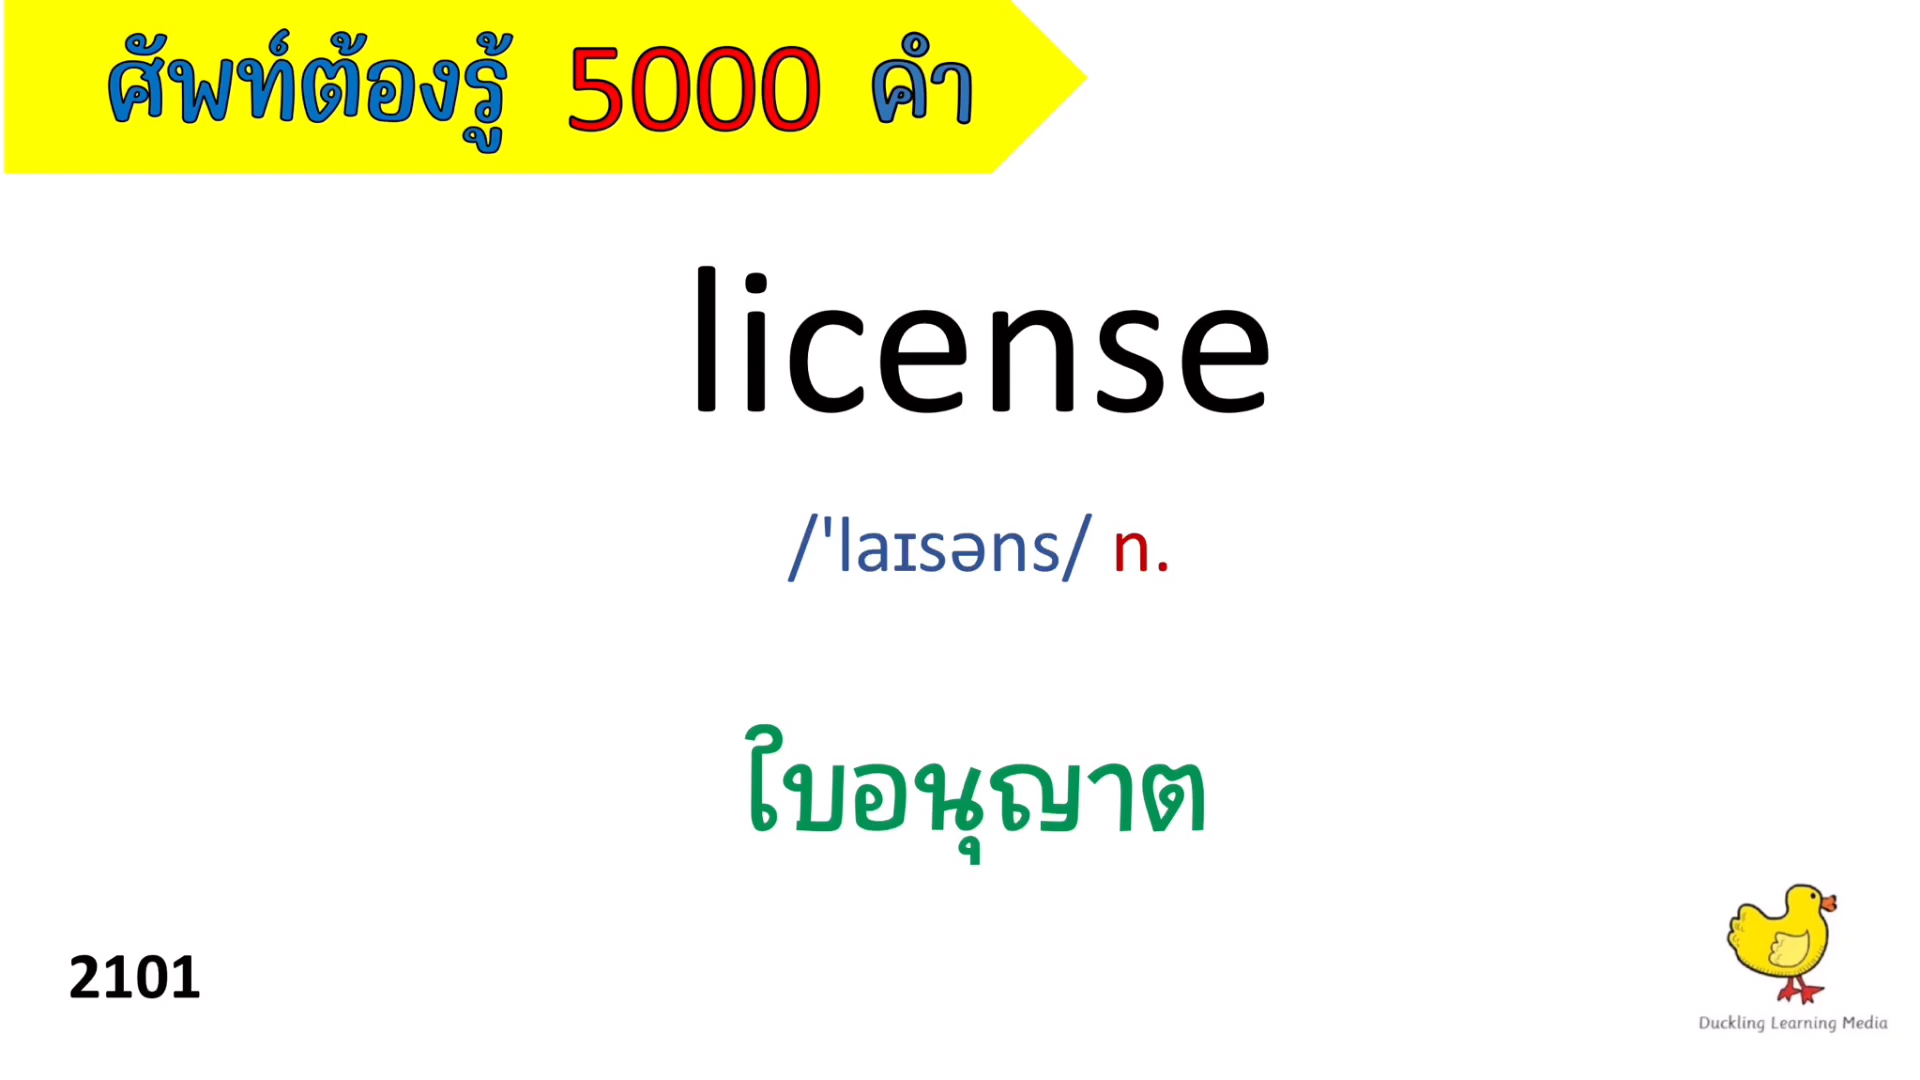 ศัพท์ต้องรู้ 5000 คำ
license
/'laɪsəns/ n.
ใบอนุญาต
2101
Duckling Learning Media